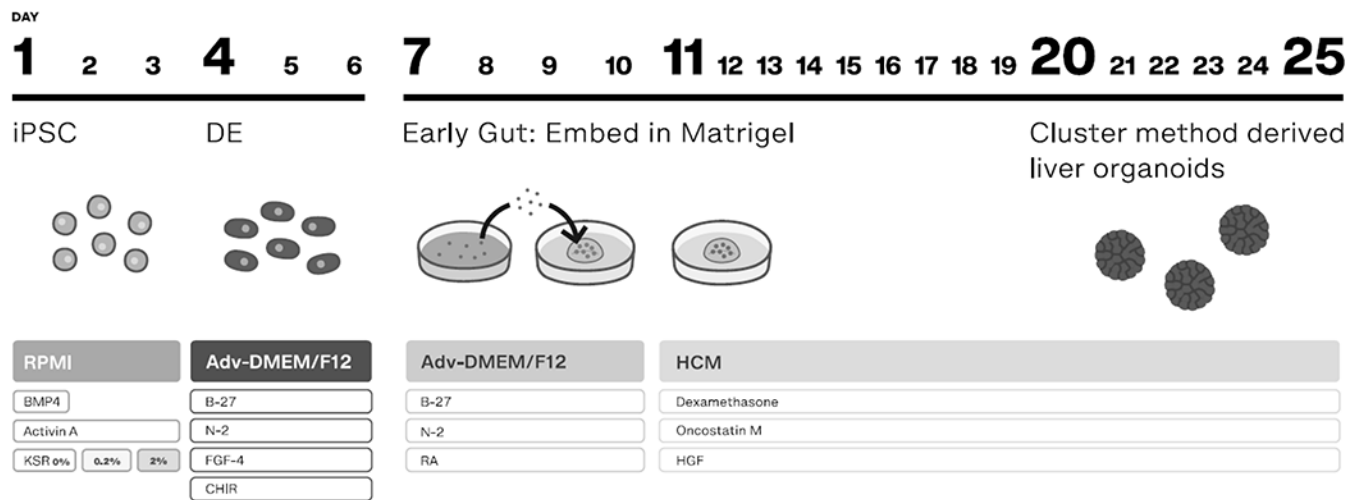 DAY
1 2 3 4 5 6 7 8 9 10 11 12 13 14 15 16 17 18 19 20 21 22 23 24 25
iPSC
DE
Early Gut: Embed in Matrigel
Cluster method derived
liver organoids
RPMI
BMP4
Activin A
KSR 0% 0.2% 2%
Adv-DMEM/F12
B-27
N-2
FGF-4
CHIR
Adv-DMEM/F12
B-27
N-2
RA
HCM
Dexamethasone
Oncostatin M
HGF